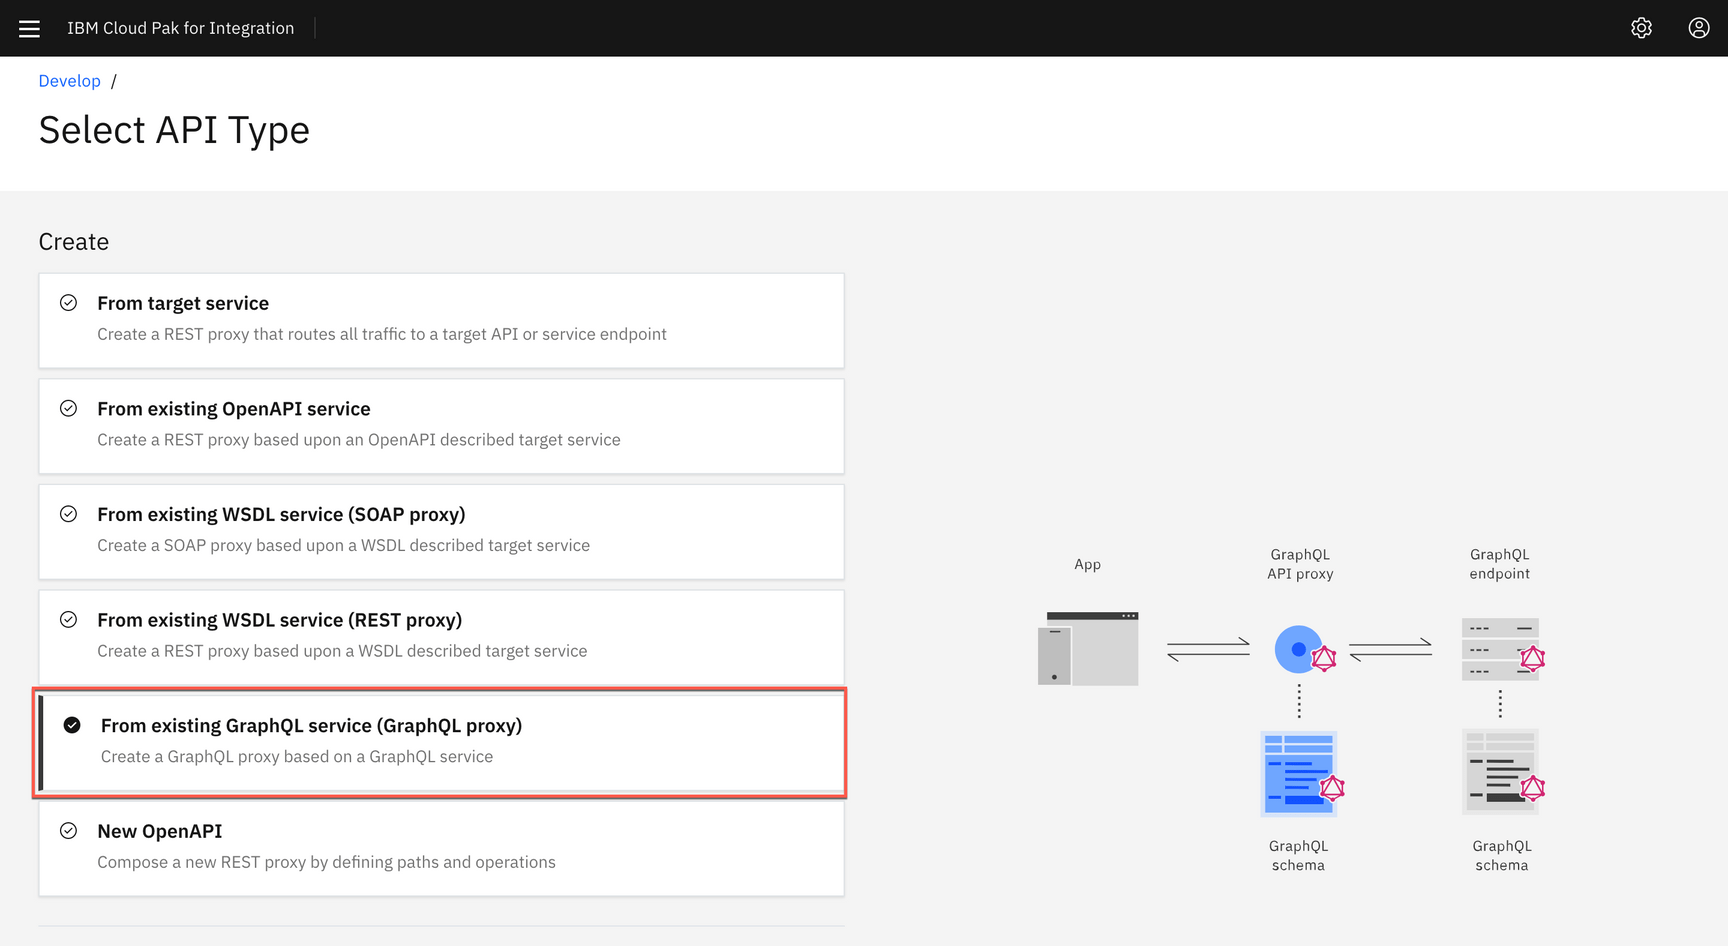 IBM Cloud Pak for Integration
Develop /
Select API Type
Create
From target service
Create a REST proxy that routes all traffic to a target API or service endpoint
From existing OpenAPI service
Create a REST proxy based upon an OpenAPI described target service
From existing WSDL service (SOAP proxy)
Create a SOAP proxy based upon a WSDL described target service
From existing WSDL service (REST proxy)
Create a REST proxy based upon a WSDL described target service
From existing GraphQL service (GraphQL proxy)
Create a GraphQL proxy based on a GraphQL service
New OpenAPI
Compose a new REST proxy by defining paths and operations
App
GraphQL
API proxy
GraphQL
endpoint
GraphQL
schema
GraphQL
schema